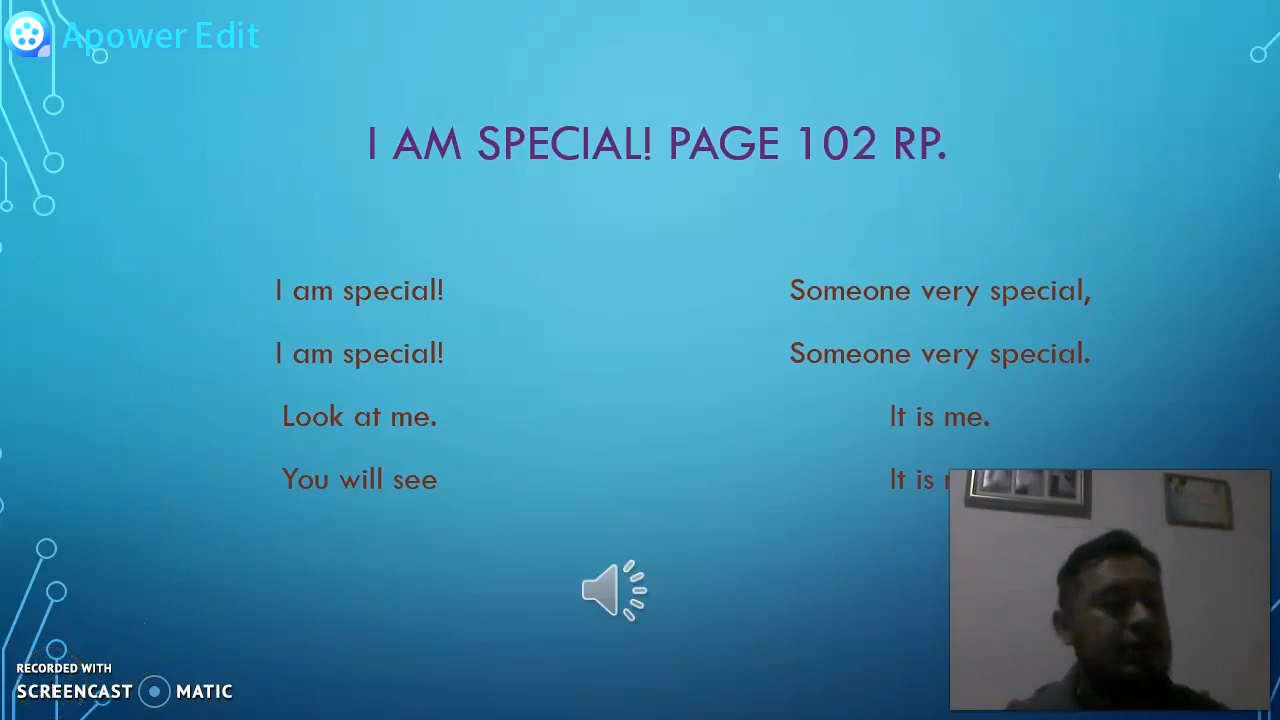 Apower Edit
I AM SPECIAL! PAGE 102 RP.
I am special!
I am special!
Look at me.
You will see
Someone very special,
Someone very special.
It is me.
It is
RECORDED WITH
SCREENCAST MATIC